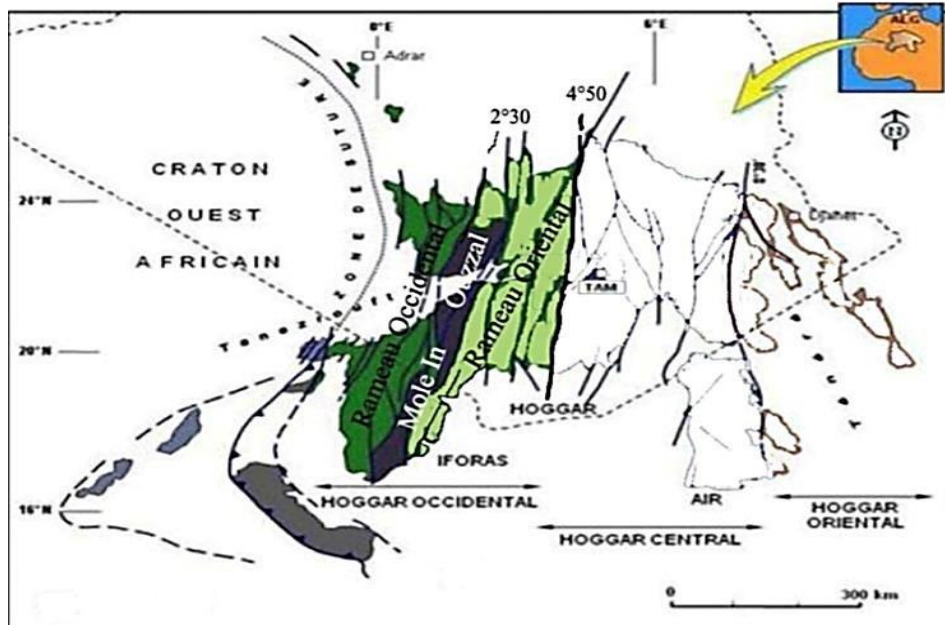 ALG
0°E
6°E
Adrar
4°50
2°30
N
CRATON
OUEST
AFRICAIN
ZONE DE SUTURE
24°N
Djanet
Rameau Occidental
Mole In Ouzzal
Rameau Oriental
TAM
20°N
HOGGAR
IFORAS
HOGGAR OCCIDENTAL
AIR
HOGGAR ORIENTAL
16°N
HOGGAR CENTRAL
0 300 km